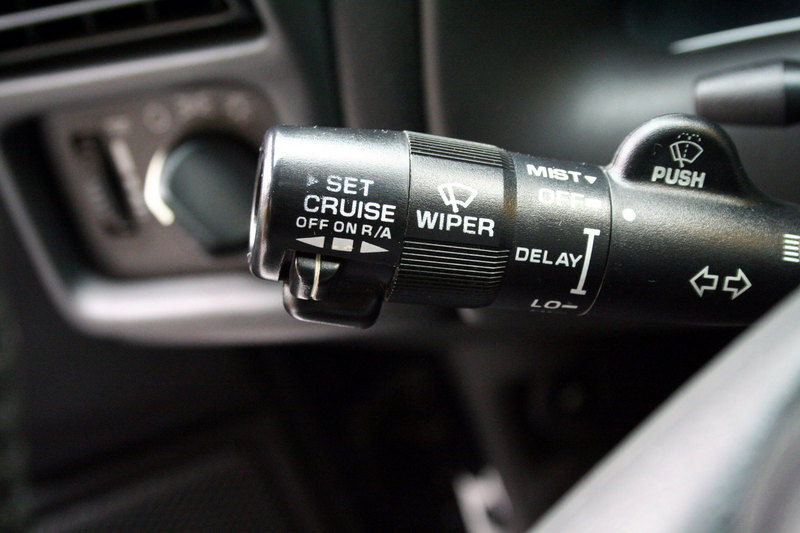 SET
CRUISE
OFF ON R/A
WIPER
MIST
OFF
DELAY
LO
PUSH